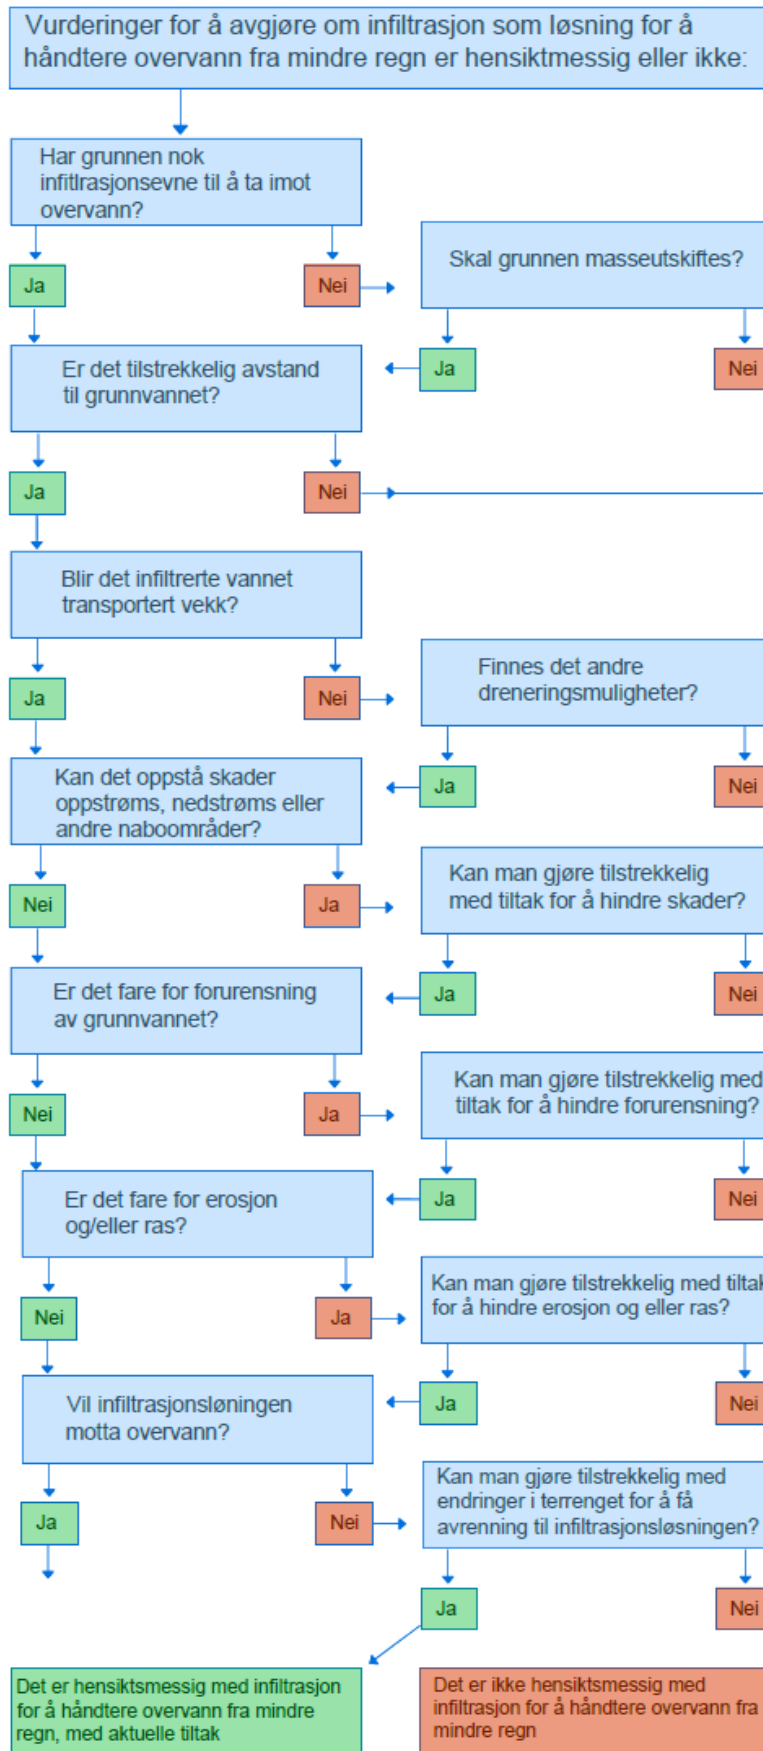 Vurderinger for å avgjøre om infiltrasjon som løsning for å
håndtere overvann fra mindre regn er hensiktmessig eller ikke:
Har grunnen nok
infitlrasjonsevne til å ta imot
overvann?
Ja
Nei
Skal grunnen masseutskiftes?
Ja
Nei
Er det tilstrekkelig avstand
til grunnvannet?
Ja
Nei
Blir det infiltrerte vannet
transportert vekk?
Ja
Nei
Finnes det andre
dreneringsmuligheter?
Ja
Nei
Kan det oppstå skader
oppstrøms, nedstrøms eller
andre naboområder?
Nei
Ja
Kan man gjøre tilstrekkelig
med tiltak for å hindre skader?
Ja
Nei
Er det fare for forurensning
av grunnvannet?
Nei
Ja
Kan man gjøre tilstrekkelig med
tiltak for å hindre forurensning?
Ja
Nei
Er det fare for erosjon
og/eller ras?
Nei
Ja
Kan man gjøre tilstrekkelig med tiltak
for å hindre erosjon og eller ras?
Ja
Nei
Vil infiltrasjonsløningen
motta overvann?
Ja
Nei
Kan man gjøre tilstrekkelig med
endringer i terrenget for å få
avrenning til infiltrasjonsløsningen?
Ja
Nei
Det er hensiktsmessig med infiltrasjon
for å håndtere overvann fra mindre
regn, med aktuelle tiltak
Det er ikke hensiktsmessig med
infiltrasjon for å håndtere overvann fra
mindre regn